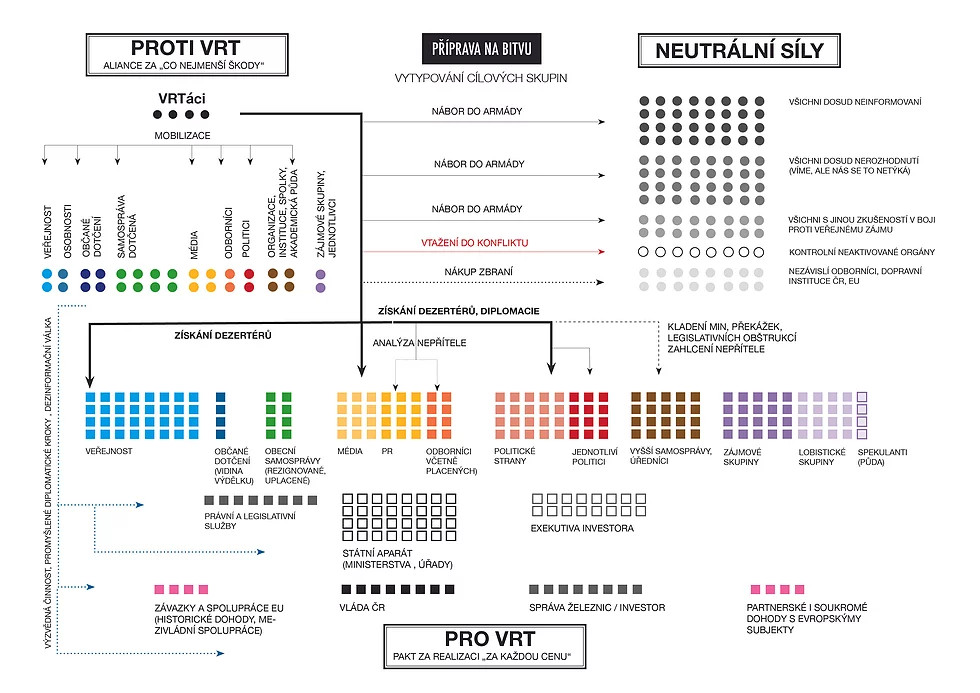 PROTI VRT
ALIANCE ZA „CO NEJMENŠÍ ŠKODY“
PŘÍPRAVA NA BITVU
VYTYPOVÁNÍ CÍLOVÝCH SKUPIN
NEUTRÁLNÍ SÍLY
VRTáci
MOBILIZACE
VEŘEJNOST
OSOBNOSTI
OBČANÉ
DOTČENÍ
SAMOSPRÁVA
DOTČENÁ
MÉDIA
ODBORNÍCI
POLITICI
ORGANIZACE,
INSTITUCE, SPOLKY,
AKADEMICKÁ PŮDA
ZÁJMOVÉ SKUPINY,
JEDNOTLIVCI
NÁBOR DO ARMÁDY
NÁBOR DO ARMÁDY
NÁBOR DO ARMÁDY
VTAŽENÍ DO KONFLIKTU
NÁKUP ZBRANÍ
VŠICHNI DOSUD NEINFORMOVANÍ
VŠICHNI DOSUD NEROZHODNUTÍ
(VÍME, ALE NÁS SE TO NETÝKÁ)
VŠICHNI S JINOU ZKUŠENOSTÍ V BOJI
PROTI VEŘEJNÉMU ZÁJMU
KONTROLNÍ NEAKTIVOVANÉ ORGÁNY
NEZÁVISLÍ ODBORNÍCI, DOPRAVNÍ
INSTITUCE ČR, EU
ZÍSKÁNÍ DEZERTÉRŮ, DIPLOMACIE
ZÍSKÁNÍ DEZERTÉRŮ
ANALÝZA NEPŘÍTELE
KLADENÍ MIN, PŘEKÁŽEK,
LEGISLATIVNÍCH OBŠTRUKCÍ
ZAHLCENÍ NEPŘÍTELE
VÝZVĚDNÁ ČINNOST, PROMYŠLENÉ DIPLOMATICKÉ KROKY , DEZINFORMAČNÍ VÁLKA
VEŘEJNOST
OBČANÉ
DOTČENÍ
(VIDINA
VÝDĚLKU)
OBECNÍ
SAMOSPRÁVY
(REZIGNOVANÉ,
UPLACENÉ)
MÉDIA
PR
ODBORNÍCI
VČETNĚ
PLACENÝCH)
POLITICKÉ
STRANY
JEDNOTLIVÍ
POLITICI
VYŠŠÍ SAMOSPRÁVY,
ÚŘEDNÍCI
ZÁJMOVÉ
SKUPINY
LOBISTICKÉ
SKUPINY
SPEKULANTI
(PŮDA)
PRÁVNÍ A LEGISLATIVNÍ
SLUŽBY
STÁTNÍ APARÁT
(MINISTERSTVA , ÚŘADY)
EXEKUTIVA INVESTORA
ZÁVAZKY A SPOLUPRÁCE EU
(HISTORICKÉ DOHODY, ME-
ZIVLÁDNÍ SPOLUPRÁCE)
VLÁDA ČR
SPRÁVA ŽELEZNIC / INVESTOR
PARTNERSKÉ I SOUKROMÉ
DOHODY S EVROPSKÝMY
SUBJEKTY
PRO VRT
PAKT ZA REALIZACI „ZA KAŽDOU CENU“